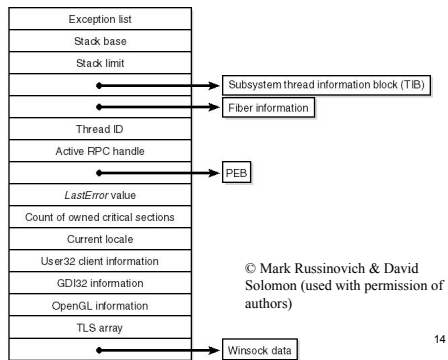 Exception list
Stack base
Stack limit
Subsystem thread information block (TIB)
Fiber information
Thread ID
Active RPC handle
PEB
LastError value
Count of owned critical sections
Current locale
User32 client information
GDI32 information
OpenGL information
TLS array
Winsock data
© Mark Russinovich & David
Solomon (used with permission of
authors)
14